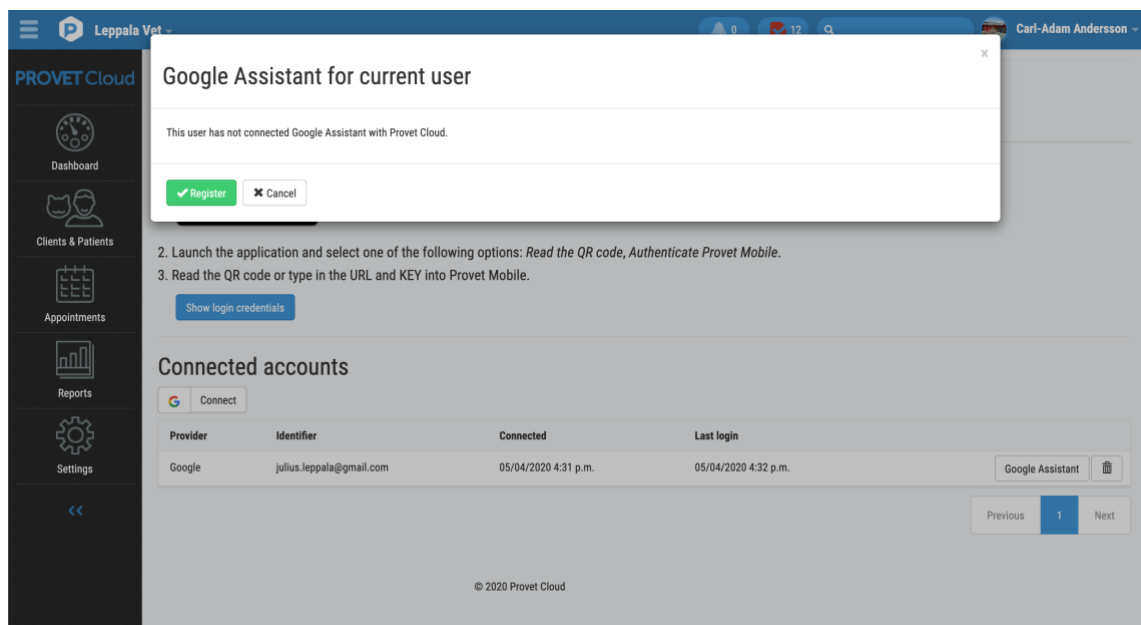 Leppala Vet
0
12
Carl-Adam Andersson
PROVET Cloud
Dashboard
Clients & Patients
Appointments
Reports
Settings
<<
Google Assistant for current user
x
This user has not connected Google Assistant with Provet Cloud.
Register
Cancel
2. Launch the application and select one of the following options: Read the QR code, Authenticate Provet Mobile.
3. Read the QR code or type in the URL and KEY into Provet Mobile.
Show login credentials
Connected accounts
G Connect
Provider Identifier Connected Last login
Google julius.leppala@gmail.com 05/04/2020 4:31 p.m. 05/04/2020 4:32 p.m. Google Assistant
Previous 1 Next
© 2020 Provet Cloud